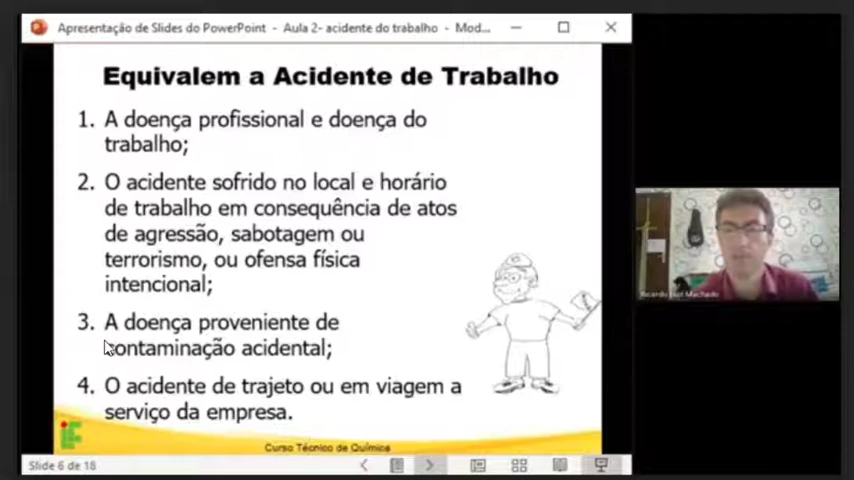 Apresentação de Slides do PowerPoint - Aula 2- acidente do trabalho - Mod...
Equivalem a Acidente de Trabalho
1. A doença profissional e doença do
trabalho;
2. O acidente sofrido no local e horário
de trabalho em consequência de atos
de agressão, sabotagem ou
terrorismo, ou ofensa física
intencional;
3. A doença proveniente de
contaminação acidental;
4. O acidente de trajeto ou em viagem a
serviço da empresa.
Curso Técnico de Química
Slide 6 de 18
Ricardo Machado